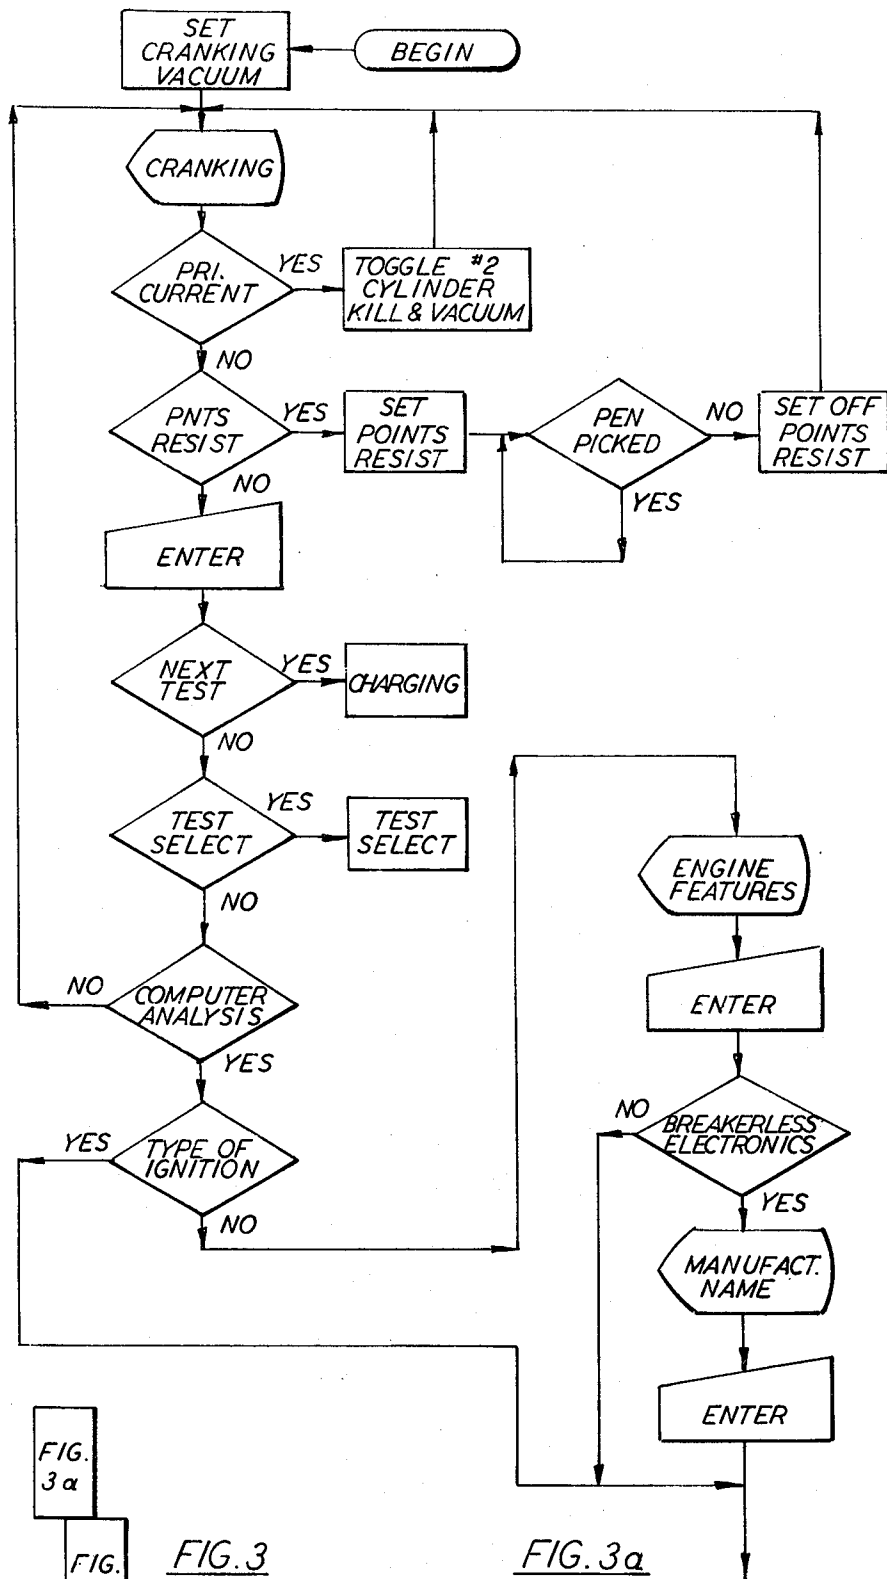 SET
CRANKING
VACUUM
BEGIN
CRANKING
PRI.
CURRENT
YES
TOGGLE #2
CYLINDER
KILL & VACUUM
NO
PNTS
RESIST
YES
SET
POINTS
RESIST
PEN
PICKED
NO
SET OFF
POINTS
RESIST
YES
NO
ENTER
NEXT
TEST
YES
CHARGING
NO
TEST
SELECT
YES
TEST
SELECT
NO
COMPUTER
ANALYSIS
NO
YES
TYPE OF
IGNITION
YES
NO
ENGINE
FEATURES
ENTER
BREAKERLESS
ELECTRONICS
NO
YES
MANUFACT.
NAME
ENTER
FIG.
3a
FIG.
FIG. 3
FIG. 3a